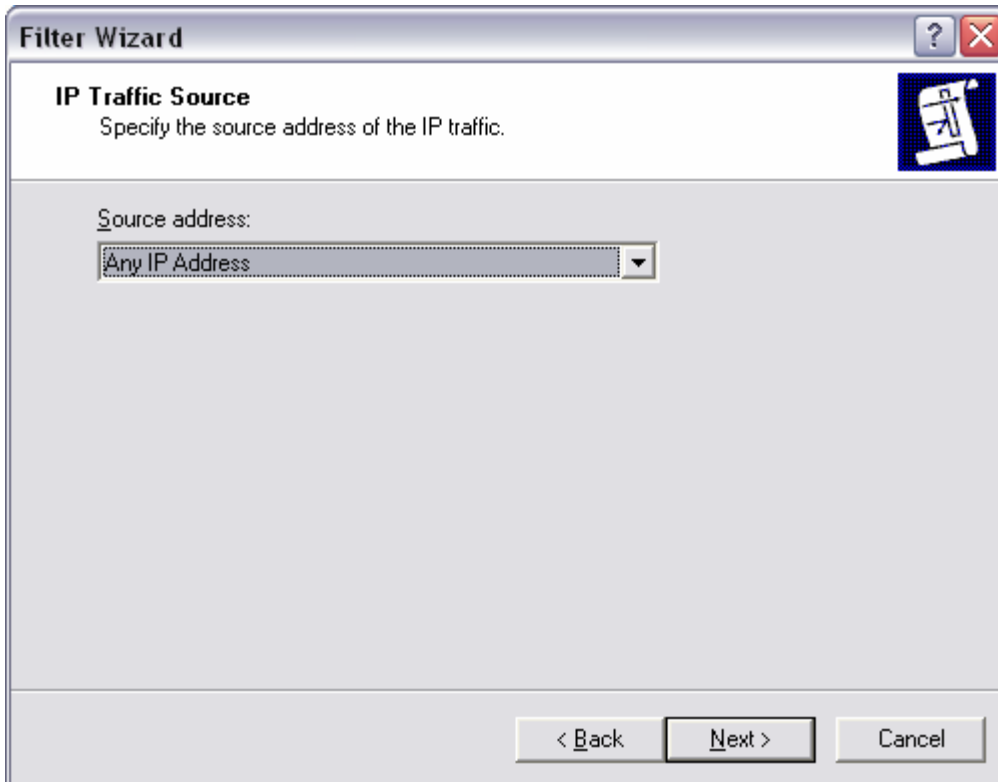 Filter Wizard
IP Traffic Source
Specify the source address of the IP traffic.
Source address:
Any IP Address
< Back Next > Cancel